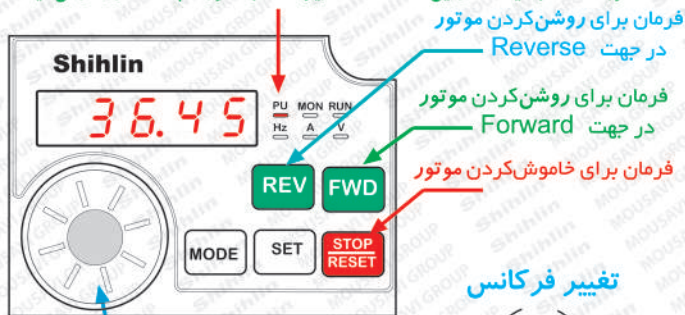 فرمان برای روشن‌کردن موتور
در جهت Reverse
Shihlin
36.45
PU MON RUN
Hz A V
فرمان برای روشن‌کردن موتور
در جهت Forward
REV FWD
فرمان برای خاموش‌کردن موتور
MODE SET STOP
RESET
تغییر فرکانس